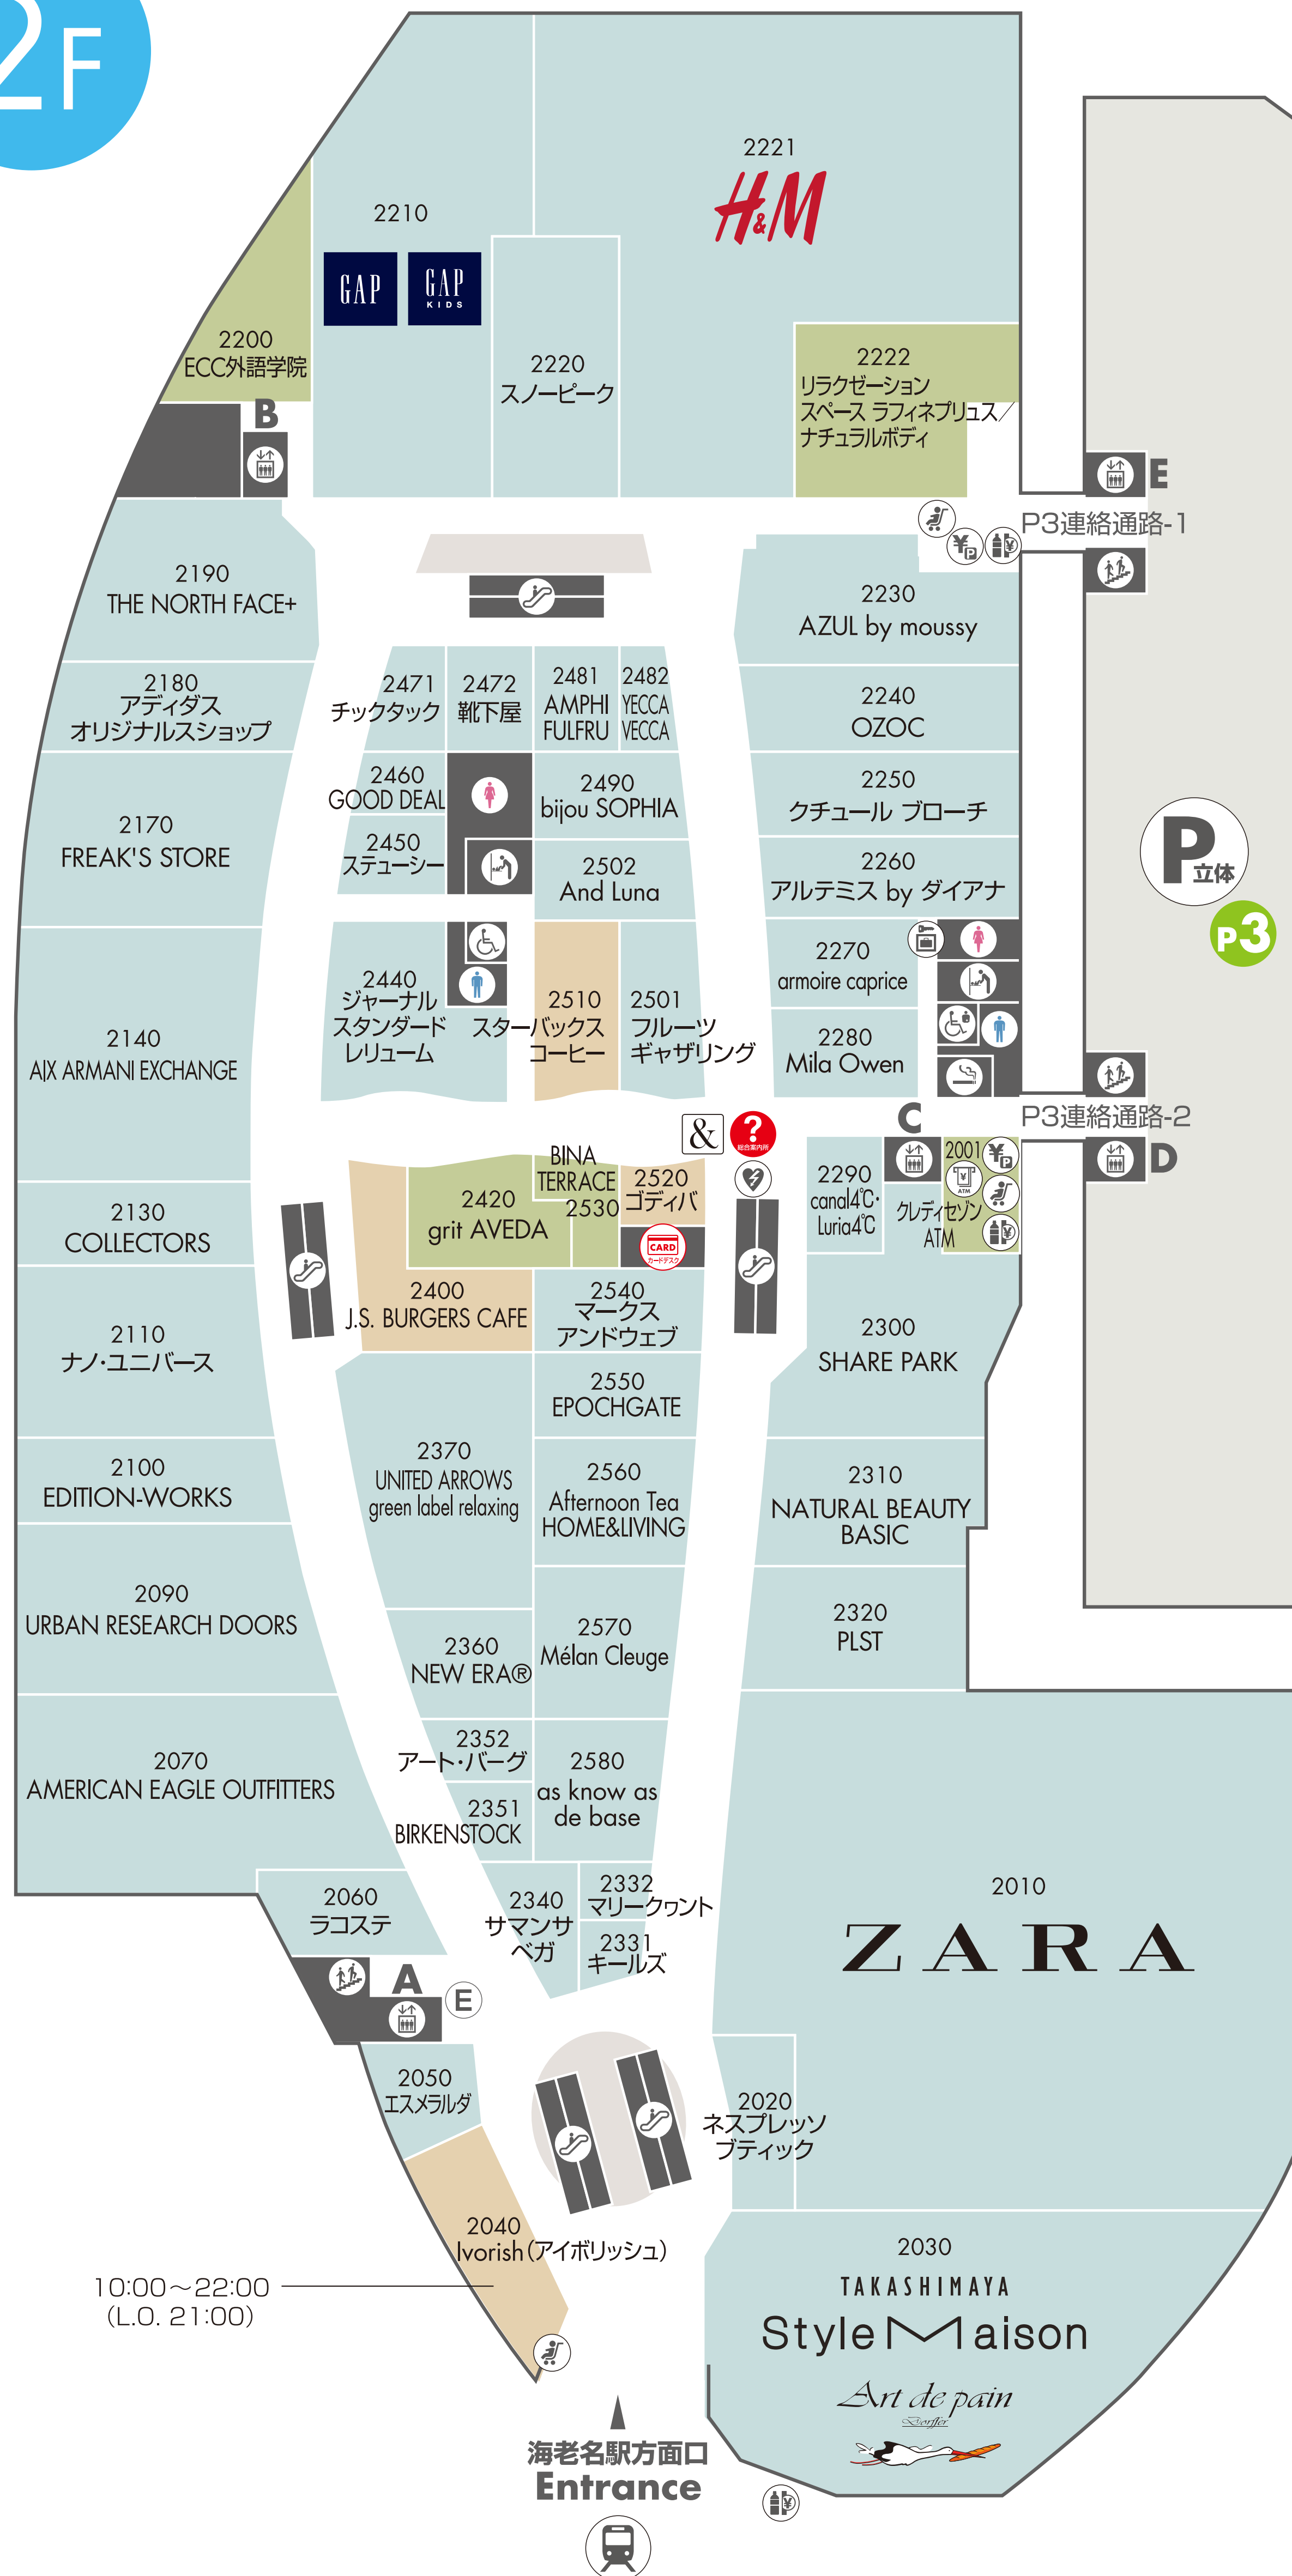 2F
2221
H&M
2210
GAP
GAP
KIDS
2200
ECC外語学院
2220
スノーピーク
2222
リラクゼーション
スペース ラフィネプリュス／
ナチュラルボディ
B
E
P3連絡通路-1
¥P
¥
2190
THE NORTH FACE+
2230
AZUL by moussy
2180
アディダス
オリジナルスショップ
2471
チックタック
2472
靴下屋
2481
AMPHI
FULFRU
2482
YECCA
VECCA
2240
OZOC
2460
GOOD DEAL
2490
bijou SOPHIA
2250
クチュール ブローチ
2170
FREAK'S STORE
2450
ステューシー
2502
And Luna
2260
アルテミス by ダイアナ
P
立体
P3
2440
ジャーナル
スタンダード
レリューム
2510
スターバックス
コーヒー
2501
フルーツ
ギャザリング
2270
armoire caprice
2280
Mila Owen
2140
A|X ARMANI EXCHANGE
&
?
総合案内所
C
P3連絡通路-2
D
BINA
TERRACE
2530
2520
ゴディバ
2420
grit AVEDA
CARD
カードデスク
2290
canal4℃・
Luria4℃
2001
¥P
ATM
¥
クレディセゾン
ATM
2130
COLLECTORS
2400
J.S. BURGERS CAFE
2540
マークス
アンドウェブ
2110
ナノ・ユニバース
2300
SHARE PARK
2550
EPOCHGATE
2100
EDITION-WORKS
2370
UNITED ARROWS
green label relaxing
2560
Afternoon Tea
HOME&LIVING
2310
NATURAL BEAUTY
BASIC
2090
URBAN RESEARCH DOORS
2360
NEW ERA®
2570
Mélan Cleuge
2320
PLST
2070
AMERICAN EAGLE OUTFITTERS
2352
アート・バーグ
2580
as know as
de base
2351
BIRKENSTOCK
2060
ラコステ
2340
サマンサ
ベガ
2332
マリークヮント
2331
キールズ
2010
ZARA
A
E
2050
エスメラルダ
2020
ネスプレッソ
ブティック
2040
Ivorish（アイボリッシュ）
10:00～22:00
(L.O. 21:00)
2030
TAKASHIMAYA
Style Maison
Art de pain
Dorffer
海老名駅方面口
Entrance
¥